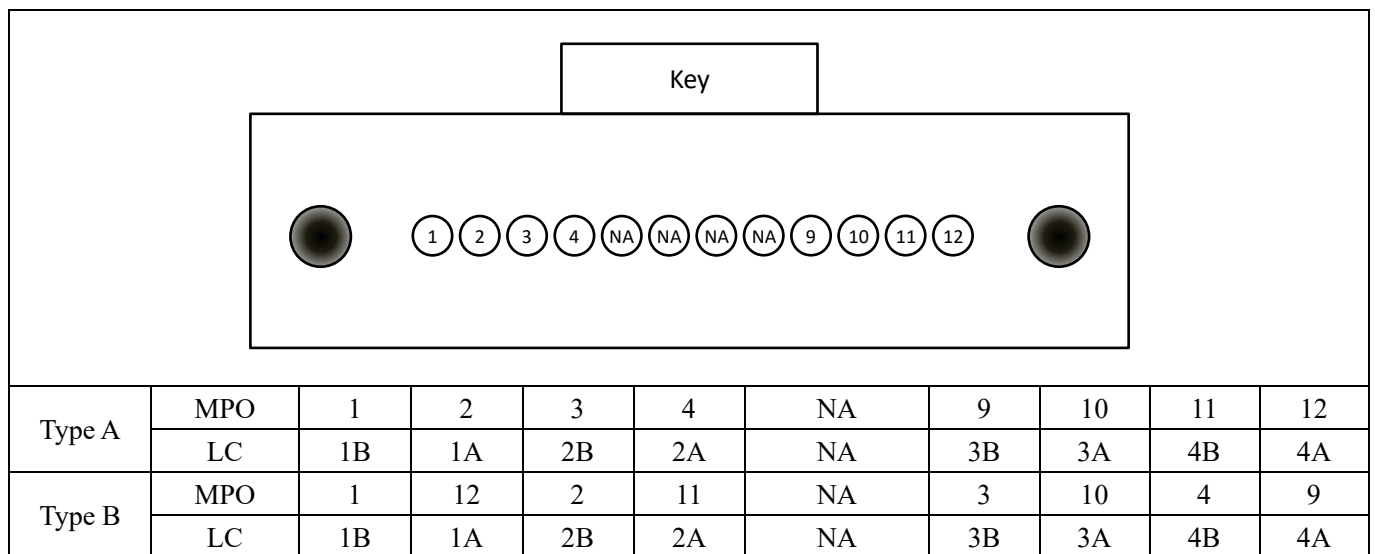 Key
1 2 3 4 NA NA NA NA 9 10 11 12
Type A MPO 1 2 3 4 NA 9 10 11 12
LC 1B 1A 2B 2A NA 3B 3A 4B 4A
Type B MPO 1 12 2 11 NA 3 10 4 9
LC 1B 1A 2B 2A NA 3B 3A 4B 4A